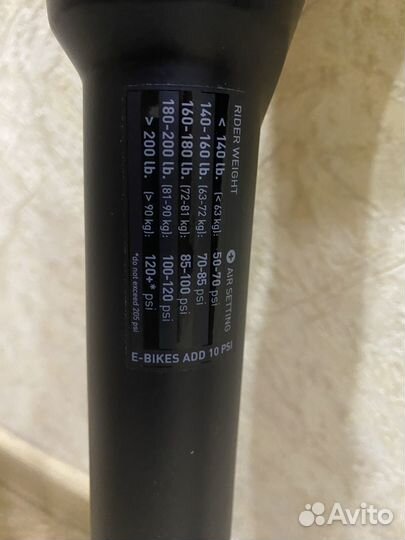 RIDER WEIGHT + AIR SETTING
< 140 lb. (< 63 kg): 50-70 psi
140-160 lb. (63-72 kg): 70-85 psi
160-180 lb. (72-81 kg): 85-100 psi
180-200 lb. (81-90 kg): 100-120 psi
> 200 lb. (> 90 kg): 120+* psi
*do not exceed 205 psi
E-BIKES ADD 10 PSI
Avito